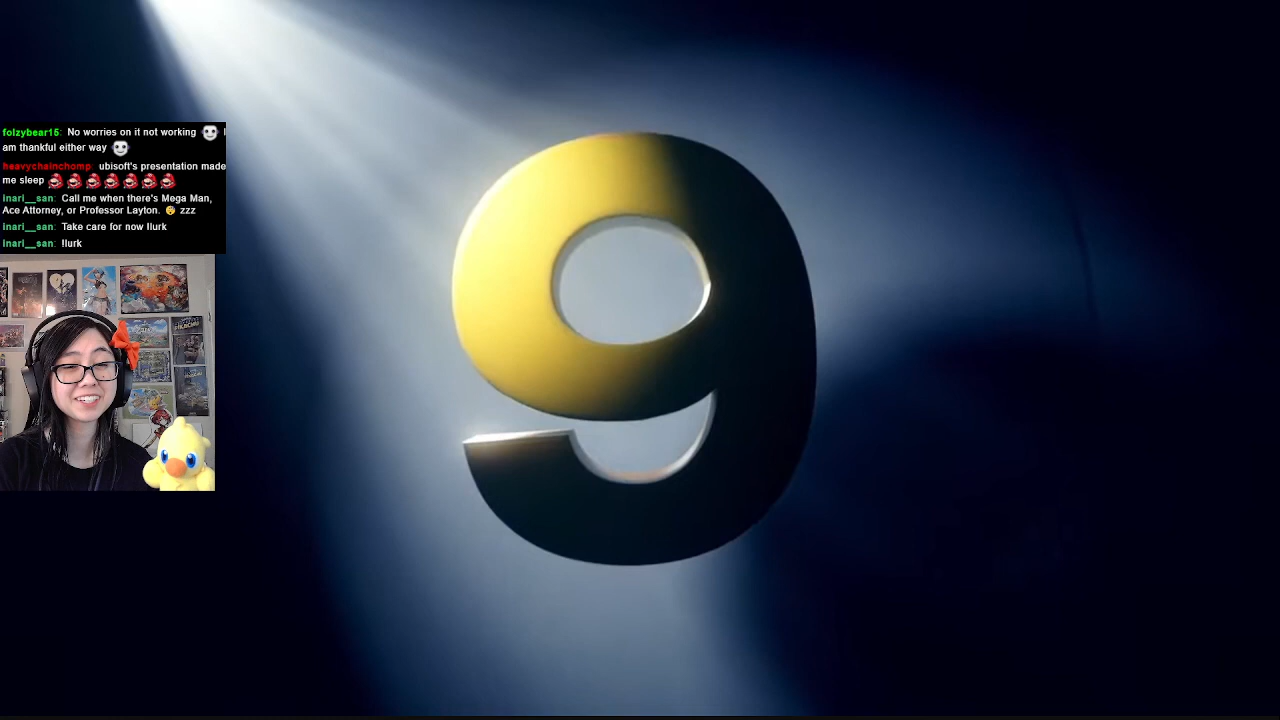 folzybear15: No worries on it not working I
am thankful either way
heavychainchomp: ubisoft's presentation made
me sleep
inari__san: Call me when there's Mega Man,
Ace Attorney, or Professor Layton. zzz
inari__san: Take care for now !lurk
inari__san: !lurk
9